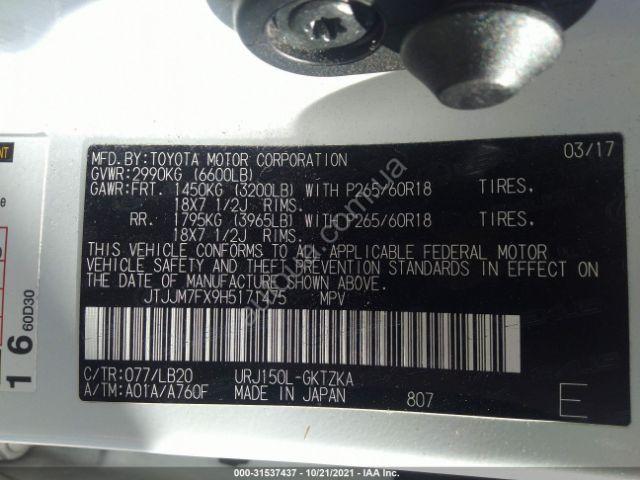 MFD.BY:TOYOTA MOTOR CORPORATION 03/17
GVWR:2990KG (6600LB)
GAWR:FRT. 1450KG (3200LB) WITH P265/60R18 TIRES.
18X7 1/2J RIMS.
RR. 1795KG (3965LB) WITH P265/60R18 TIRES.
18X7 1/2J RIMS.
THIS VEHICLE CONFORMS TO ALL APPLICABLE FEDERAL MOTOR
VEHICLE SAFETY AND THEFT PREVENTION STANDARDS IN EFFECT ON
THE DATE OF MANUFACTURE SHOWN ABOVE.
JTJJM7FX9H5171475 MPV
C/TR:077/LB20 URJ150L-GKTZKA
A/TM:A01A/A760F MADE IN JAPAN 807 E
16
60D30
000-31537437 - 10/21/2021 - IAA Inc.